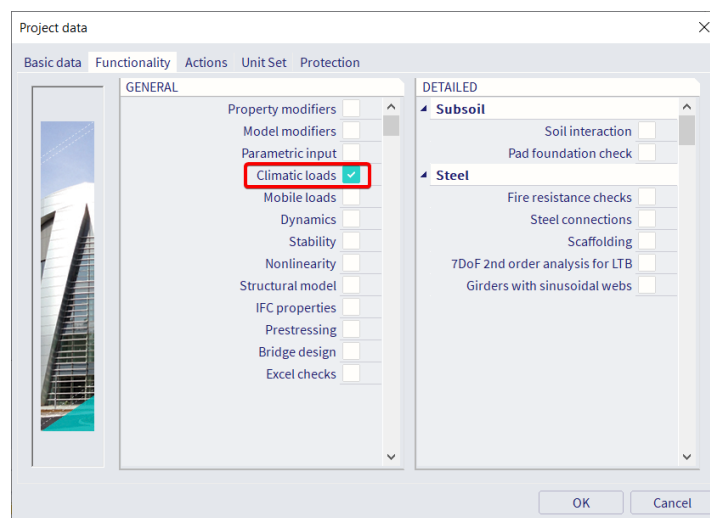 Project data
Basic data Functionality Actions Unit Set Protection
GENERAL
Property modifiers
Model modifiers
Parametric input
Climatic loads
Mobile loads
Dynamics
Stability
Nonlinearity
Structural model
IFC properties
Prestressing
Bridge design
Excel checks
DETAILED
Subsoil
Soil interaction
Pad foundation check
Steel
Fire resistance checks
Steel connections
Scaffolding
7DoF 2nd order analysis for LTB
Girders with sinusoidal webs
OK Cancel